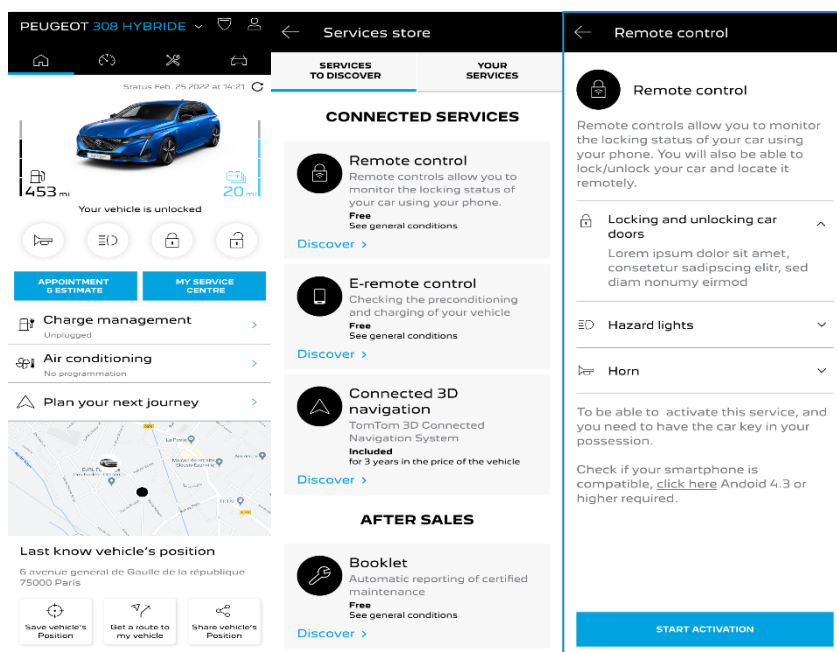 PEUGEOT 308 HYBRIDE
Status Feb. 25 2022 at 14:21
453 mi
20 mi
Your vehicle is unlocked
APPOINTMENT
& ESTIMATE
MY SERVICE
CENTRE
Charge management
Unplugged
Air conditioning
No programmation
Plan your next journey
Last know vehicle's position
6 avenue general de Gaulle de la république
75000 Paris
Save vehicle's
Position
Get a route to
my vehicle
Share vehicle's
Position
Services store
SERVICES
TO DISCOVER
YOUR
SERVICES
CONNECTED SERVICES
Remote control
Remote controls allow you to
monitor the locking status of
your car using your phone.
Free
See general conditions
Discover >
E-remote control
Checking the preconditioning
and charging of your vehicle
Free
See general conditions
Discover >
Connected 3D
navigation
TomTom 3D Connected
Navigation System
Included
for 3 years in the price of the vehicle
Discover >
AFTER SALES
Booklet
Automatic reporting of certified
maintenance
Free
See general conditions
Discover >
Remote control
Remote control
Remote controls allow you to monitor
the locking status of your car using
your phone. You will also be able to
lock/unlock your car and locate it
remotely.
Locking and unlocking car
doors
Lorem ipsum dolor sit amet,
consetetur sadipscing elitr, sed
diam nonumy eirmod
Hazard lights
Horn
To be able to activate this service, and
you need to have the car key in your
possession.
Check if your smartphone is
compatible, click here Andoid 4.3 or
higher required.
START ACTIVATION